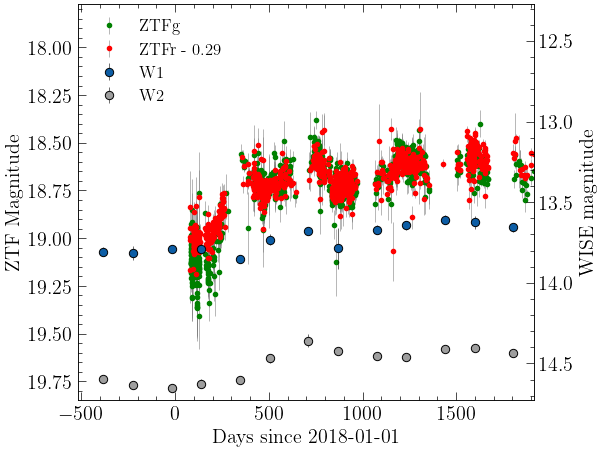 ZTFg
ZTFr - 0.29
W1
W2
18.00
18.25
18.50
18.75
19.00
19.25
19.50
19.75
ZTF Magnitude
12.5
13.0
13.5
14.0
14.5
WISE magnitude
−500 0 500 1000 1500
Days since 2018-01-01